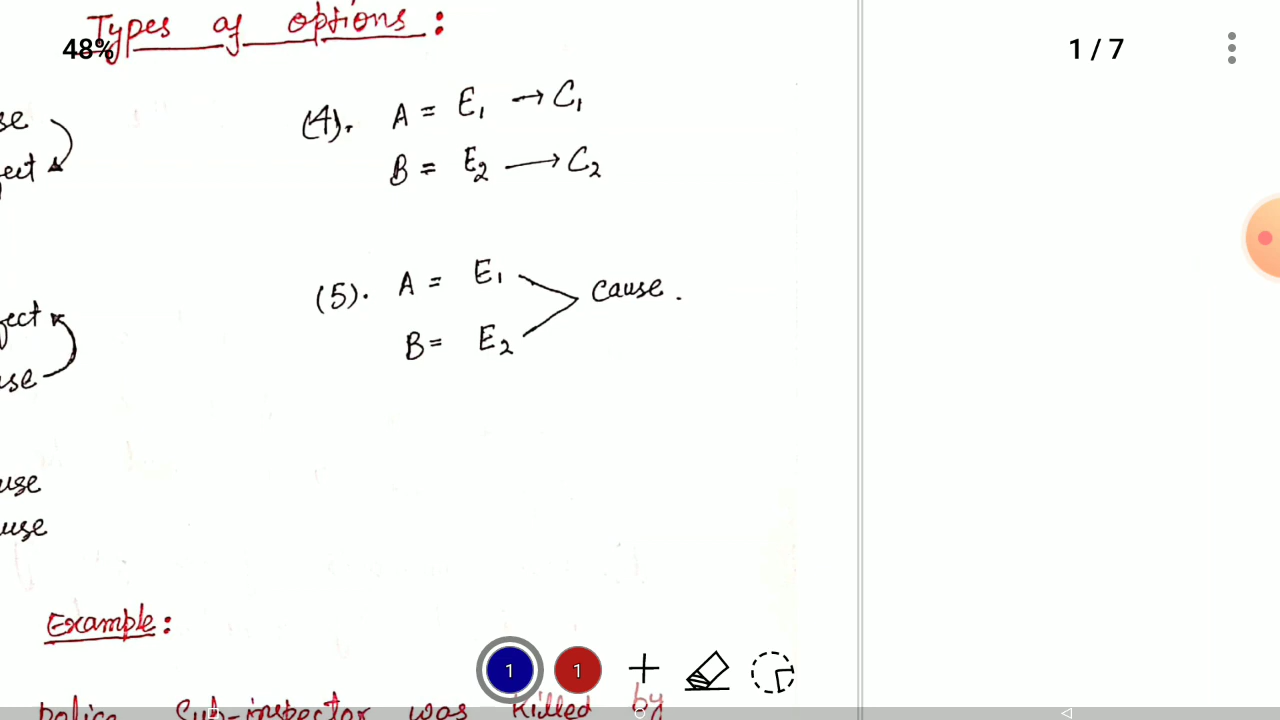 Types of options :
48%
1 / 7
se
(4). A = E1 → C1
ect
B = E2 → C2
(5). A = E1
cause .
ect
B = E2
se
use
use
Example :
1 1
police Sub-inspector was killed by